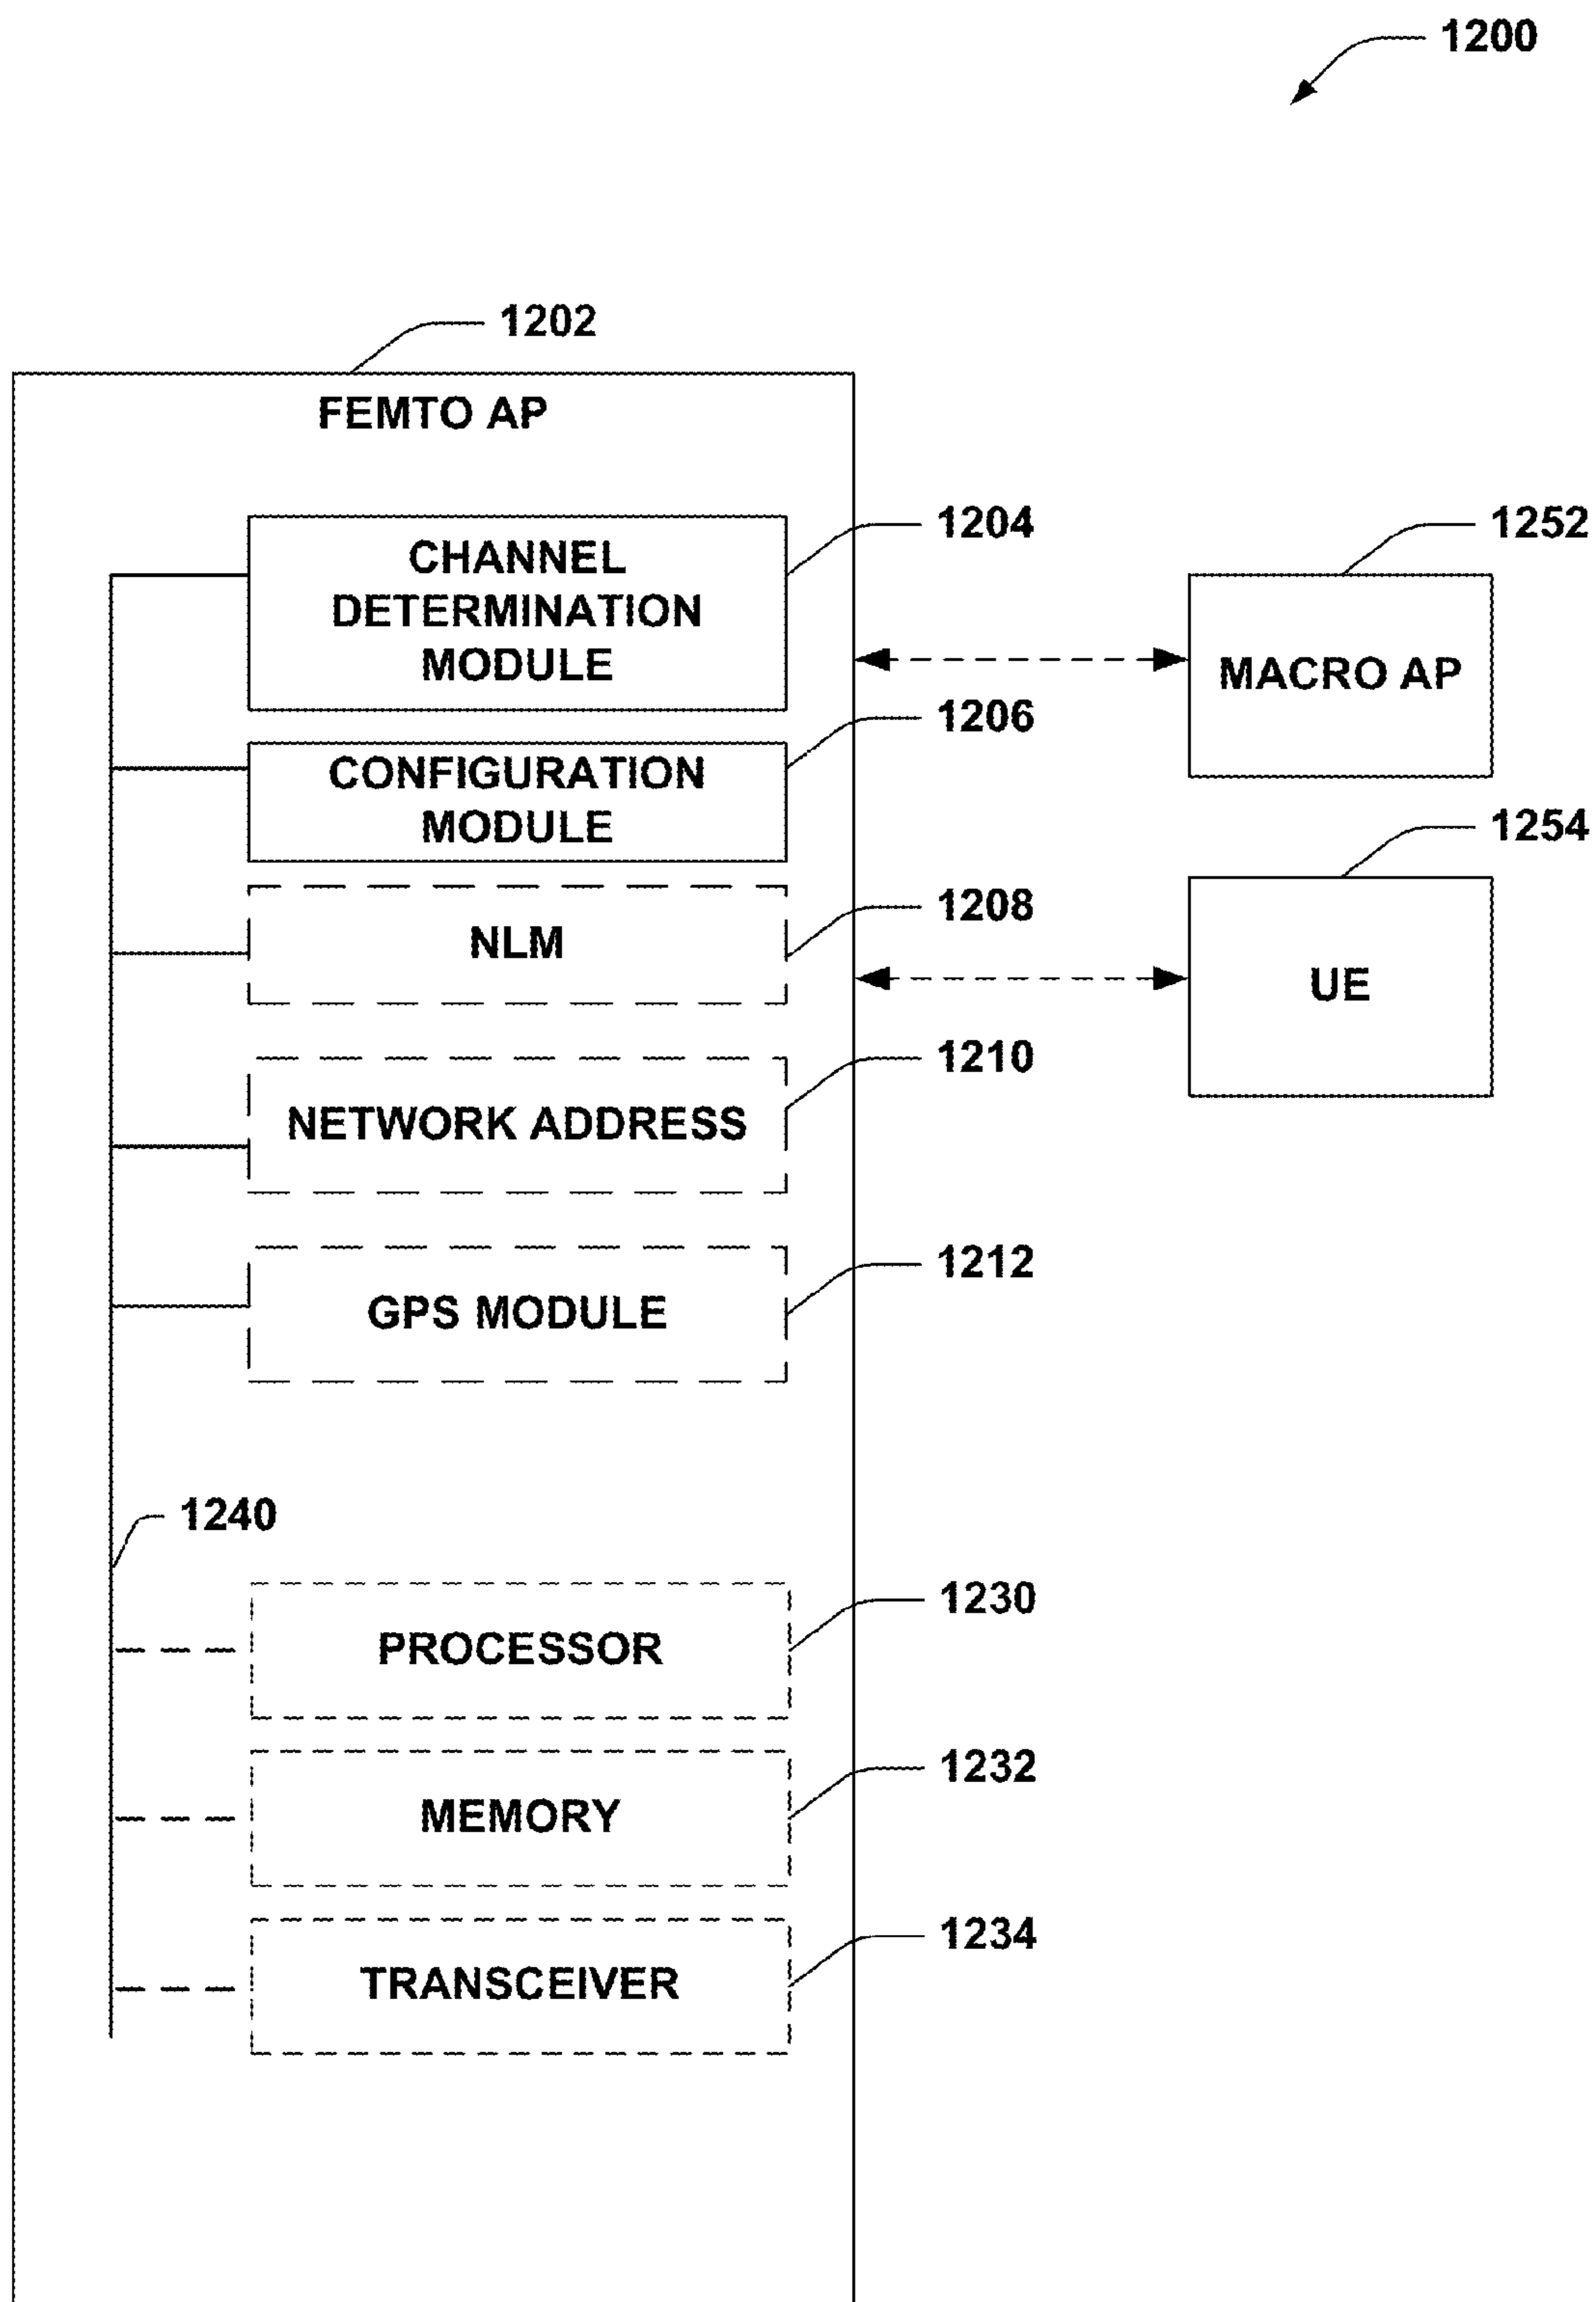 1200
1202
FEMTO AP
1204
CHANNEL
DETERMINATION
MODULE
1252
MACRO AP
1206
CONFIGURATION
MODULE
1254
UE
1208
NLM
1210
NETWORK ADDRESS
1212
GPS MODULE
1240
1230
PROCESSOR
1232
MEMORY
1234
TRANSCEIVER